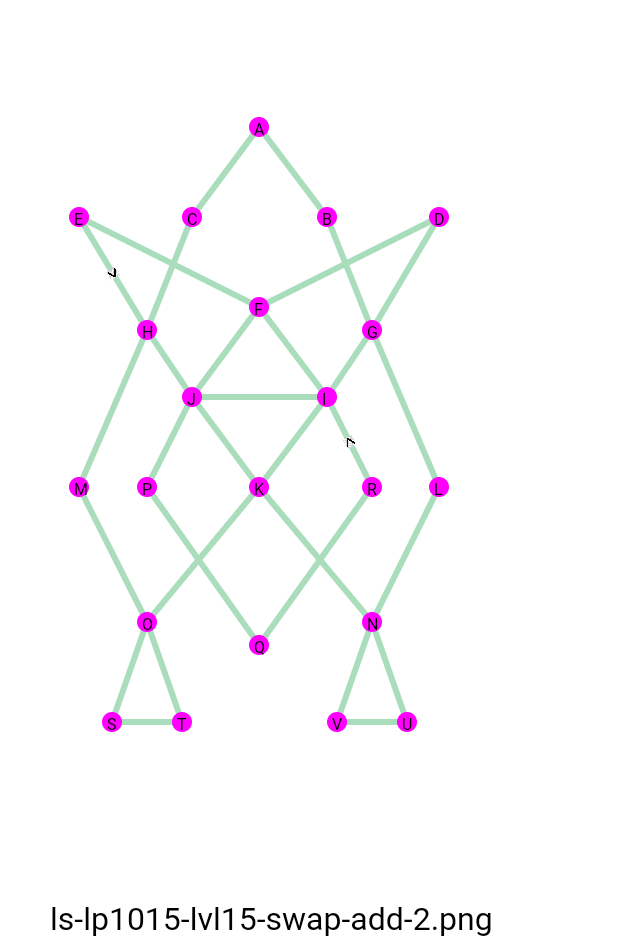 A
E C B D
F
H G
J I
M P K R L
O N
Q
S T V U
ls-lp1015-lvl15-swap-add-2.png